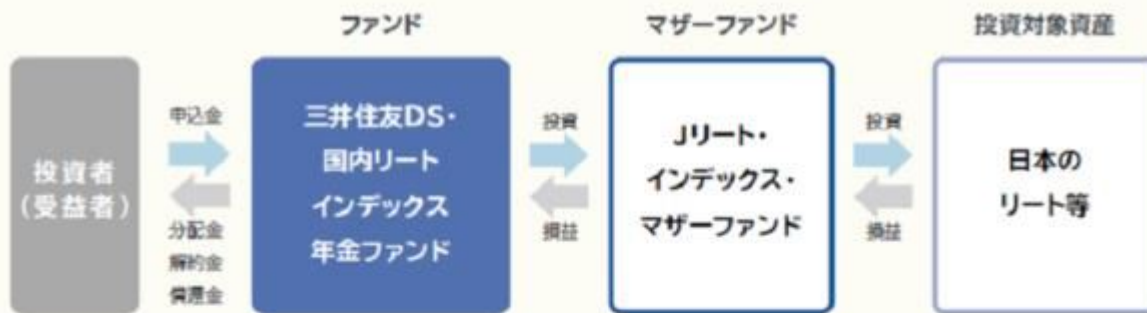 ファンド
マザーファンド
投資対象資産
投資者
(受益者)
申込金
分配金
解約金
償還金
三井住友DS・
国内リート
インデックス
年金ファンド
投資
損益
Jリート・
インデックス・
マザーファンド
投資
損益
日本の
リート等